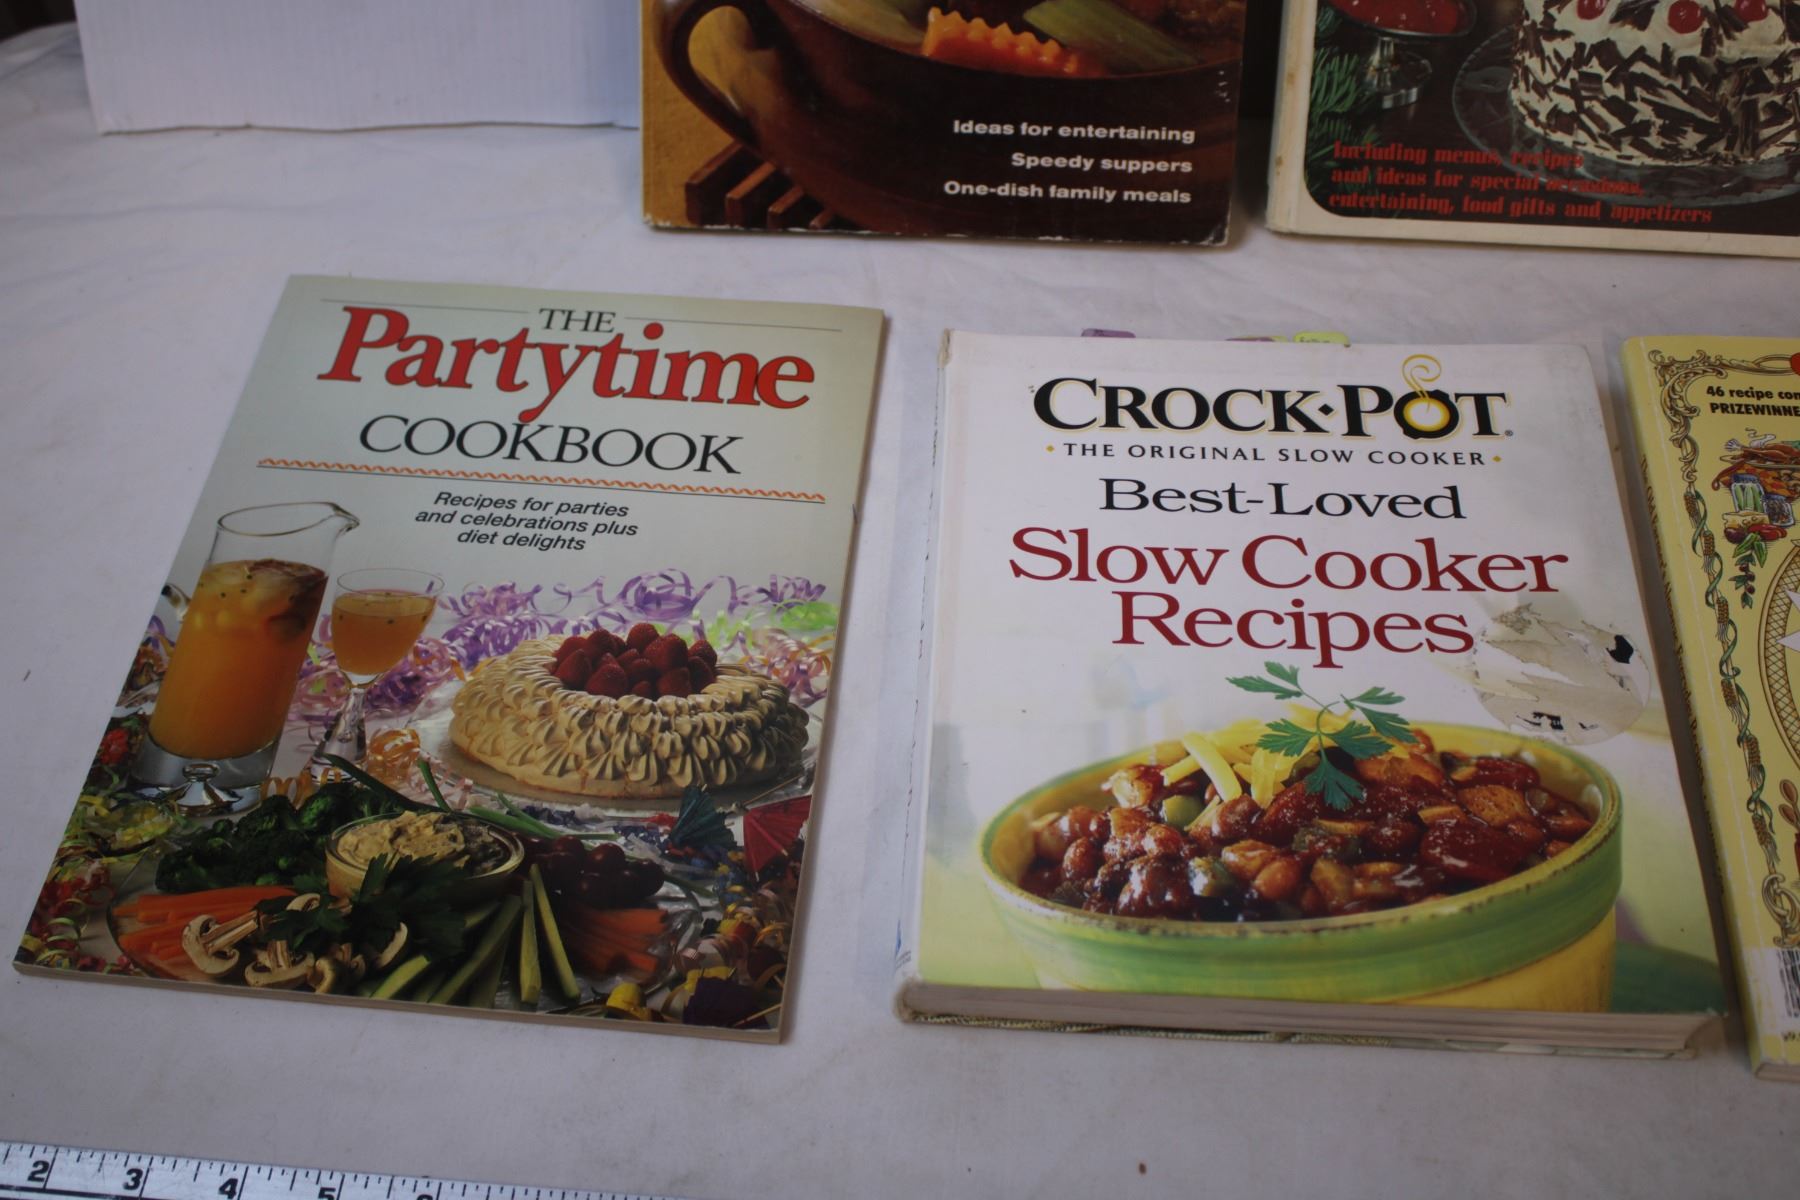 Ideas for entertaining
Speedy suppers
One-dish family meals
Including menus, recipes
and ideas for special occasions,
entertaining, food gifts and appetizers
THE
Partytime
COOKBOOK
Recipes for parties
and celebrations plus
diet delights
CROCK•POT®
• THE ORIGINAL SLOW COOKER •
Best-Loved
Slow Cooker
Recipes
46 recipe
PRIZEWINNE
2 3 4 5 6